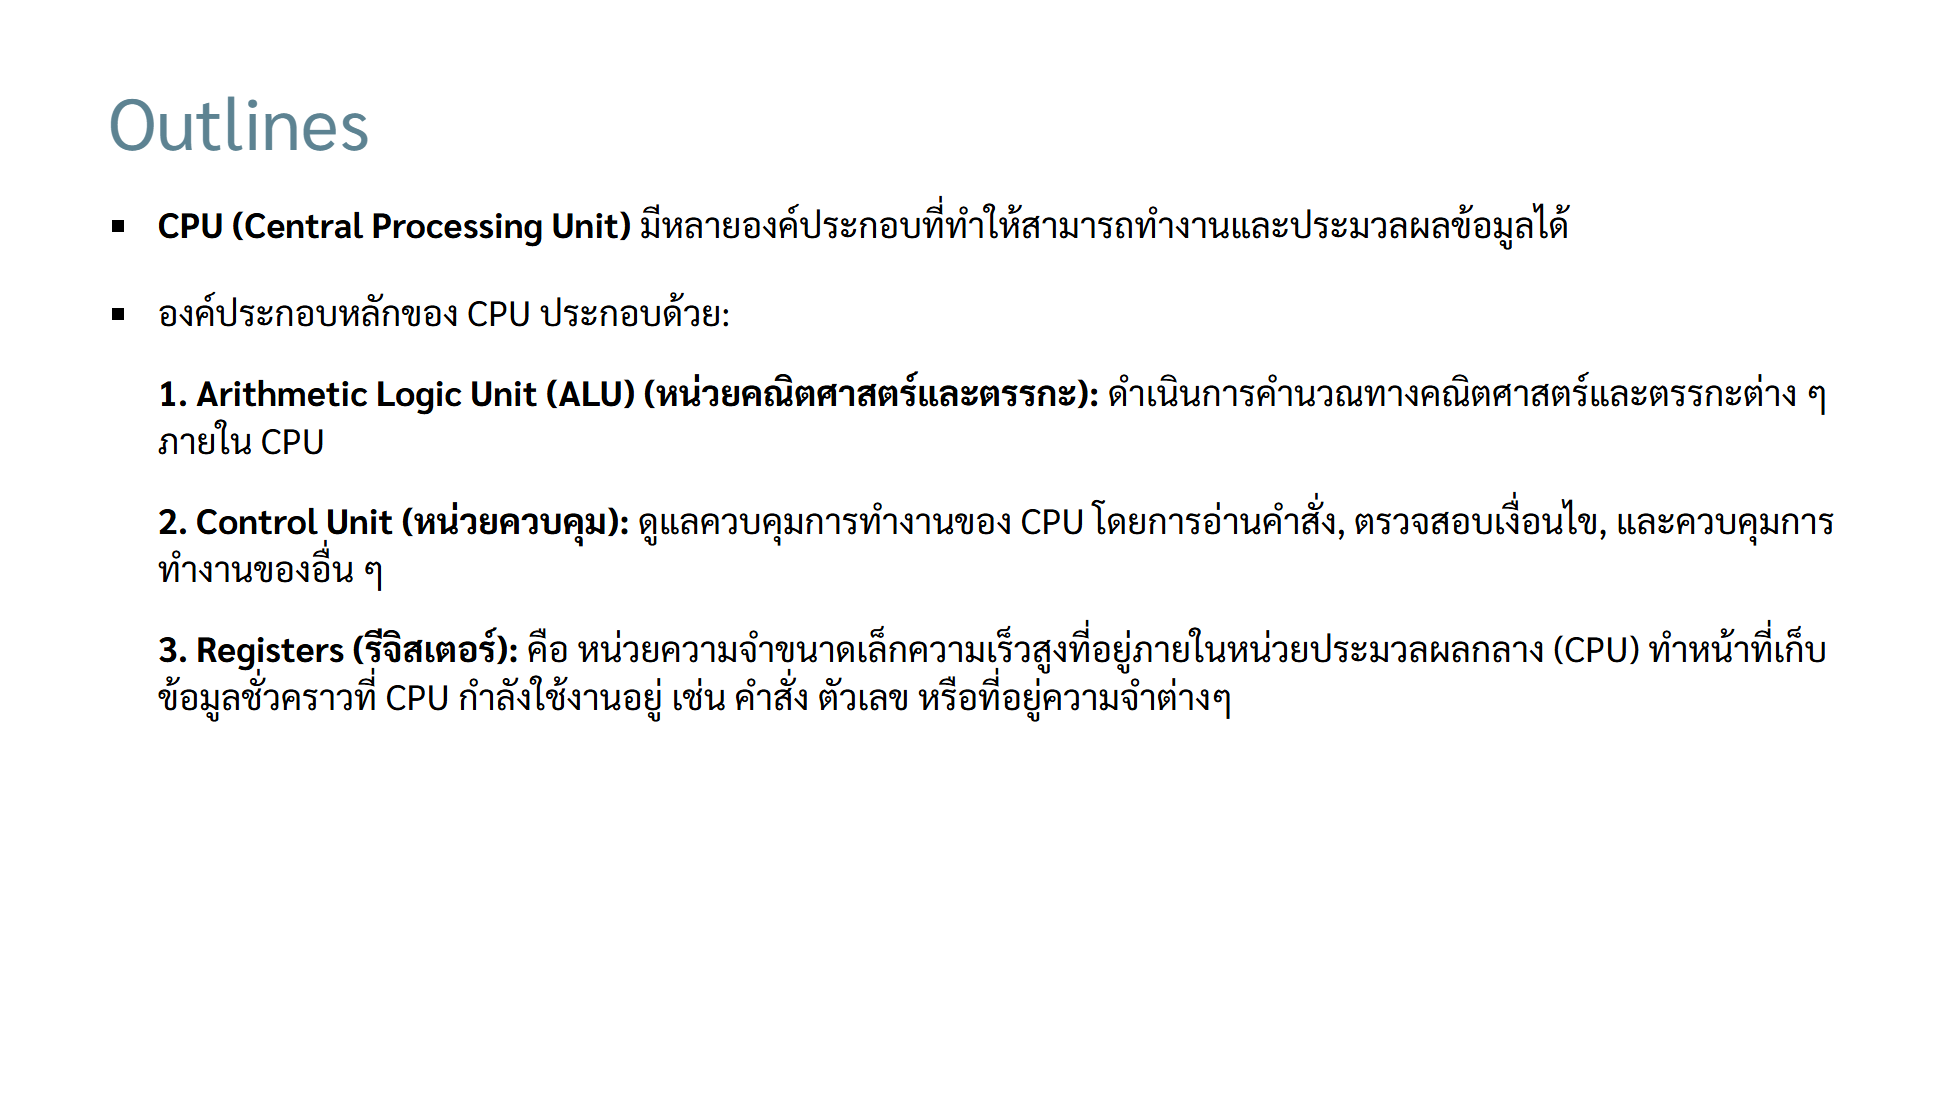 Outlines
▪ CPU (Central Processing Unit) มีหลายองค์ประกอบที่ทำให้สามารถทำงานและประมวลผลข้อมูลได้
▪ องค์ประกอบหลักของ CPU ประกอบด้วย:
1. Arithmetic Logic Unit (ALU) (หน่วยคณิตศาสตร์และตรรกะ): ดำเนินการคำนวณทางคณิตศาสตร์และตรรกะต่าง ๆ
ภายใน CPU
2. Control Unit (หน่วยควบคุม): ดูแลควบคุมการทำงานของ CPU โดยการอ่านคำสั่ง, ตรวจสอบเงื่อนไข, และควบคุมการ
ทำงานของอื่น ๆ
3. Registers (รีจิสเตอร์): คือ หน่วยความจำขนาดเล็กความเร็วสูงที่อยู่ภายในหน่วยประมวลผลกลาง (CPU) ทำหน้าที่เก็บ
ข้อมูลชั่วคราวที่ CPU กำลังใช้งานอยู่ เช่น คำสั่ง ตัวเลข หรือที่อยู่ความจำต่างๆ